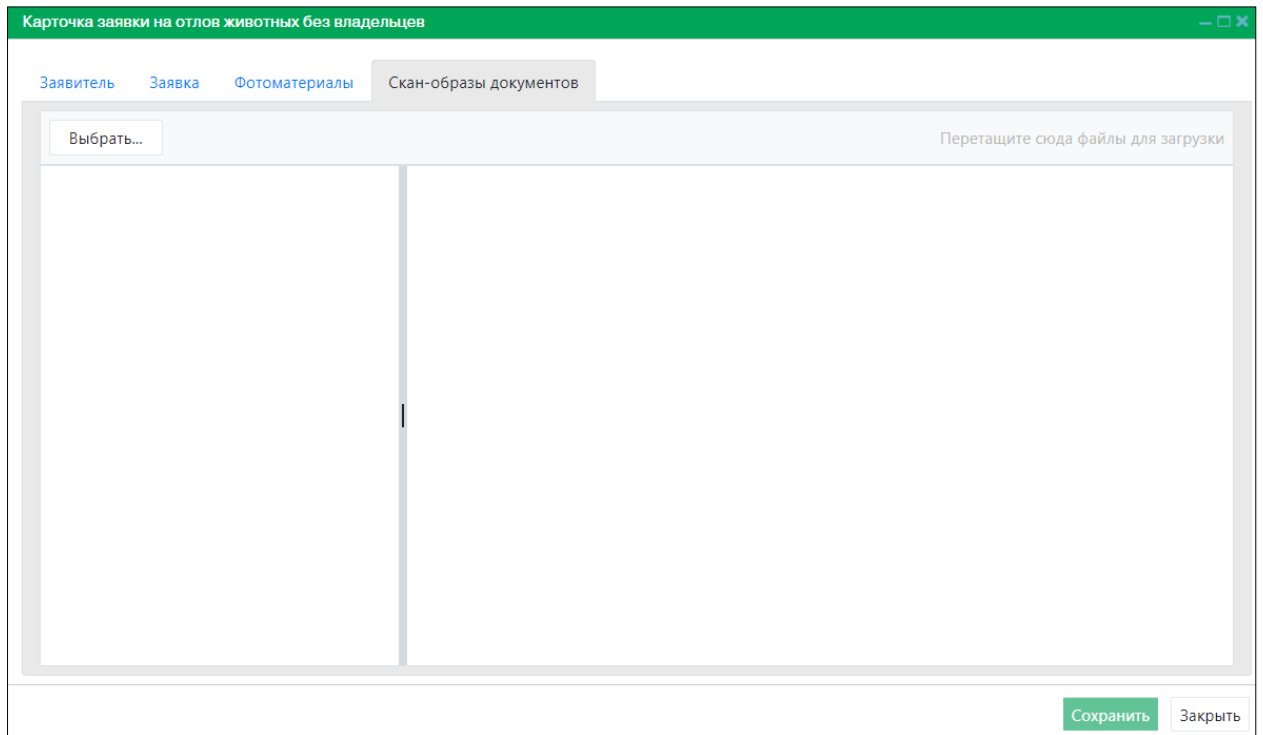 Карточка заявки на отлов животных без владельцев
Заявитель Заявка Фотоматериалы Скан-образы документов
Выбрать... Перетащите сюда файлы для загрузки
Сохранить Закрыть